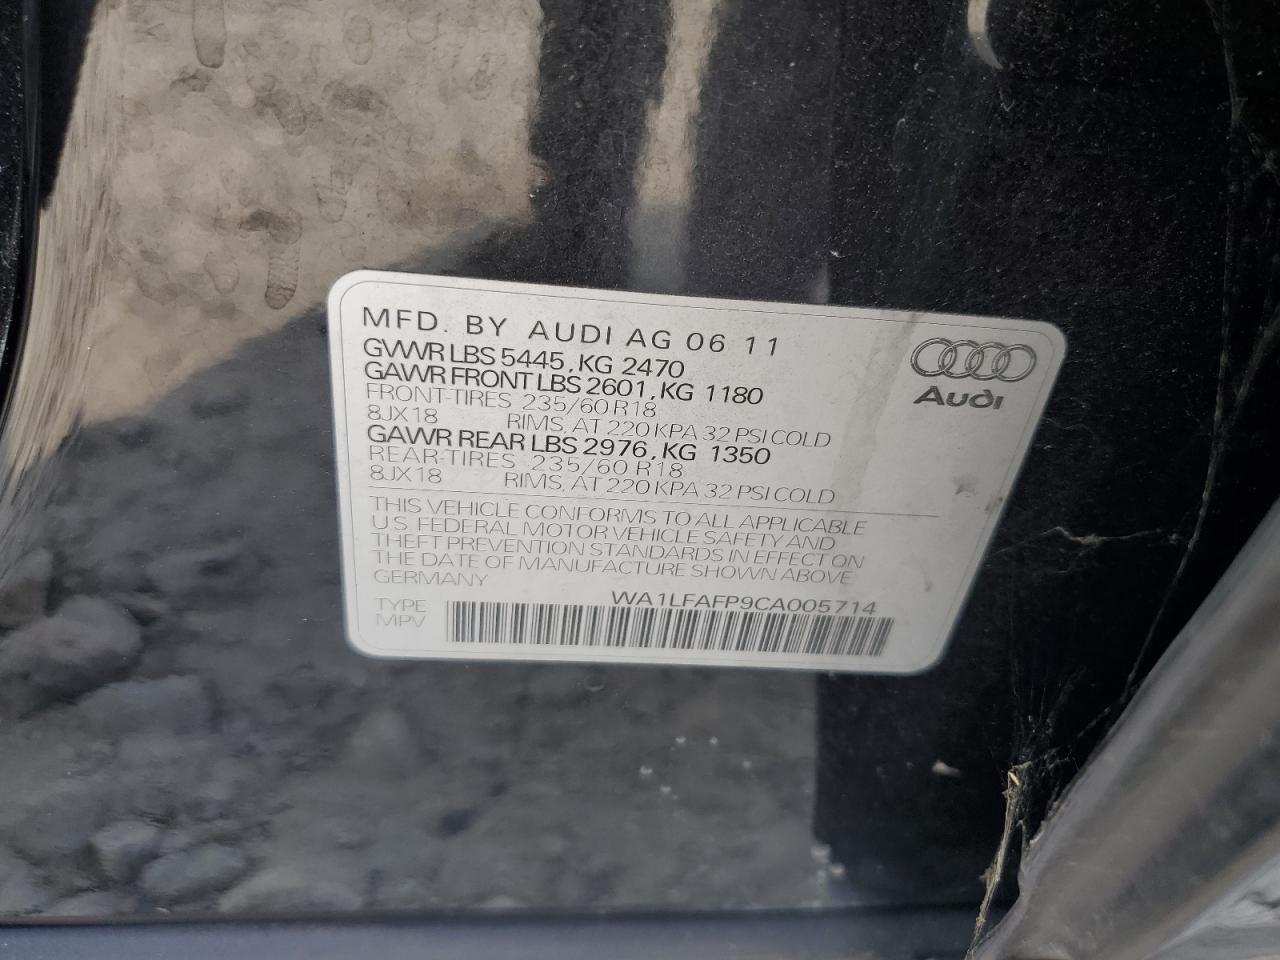 MFD. BY AUDI AG 06 11
GVWR LBS 5445, KG 2470
GAWR FRONT LBS 2601, KG 1180
FRONT-TIRES 235/60 R18
8JX18 RIMS, AT 220 KPA 32 PSI COLD
GAWR REAR LBS 2976, KG 1350
REAR-TIRES 235/60 R18
8JX18 RIMS, AT 220 KPA 32 PSI COLD
Audi
THIS VEHICLE CONFORMS TO ALL APPLICABLE
U.S. FEDERAL MOTOR VEHICLE SAFETY AND
THEFT PREVENTION STANDARDS IN EFFECT ON
THE DATE OF MANUFACTURE SHOWN ABOVE
GERMANY
WA1LFAFP9CA005714
TYPE
MPV